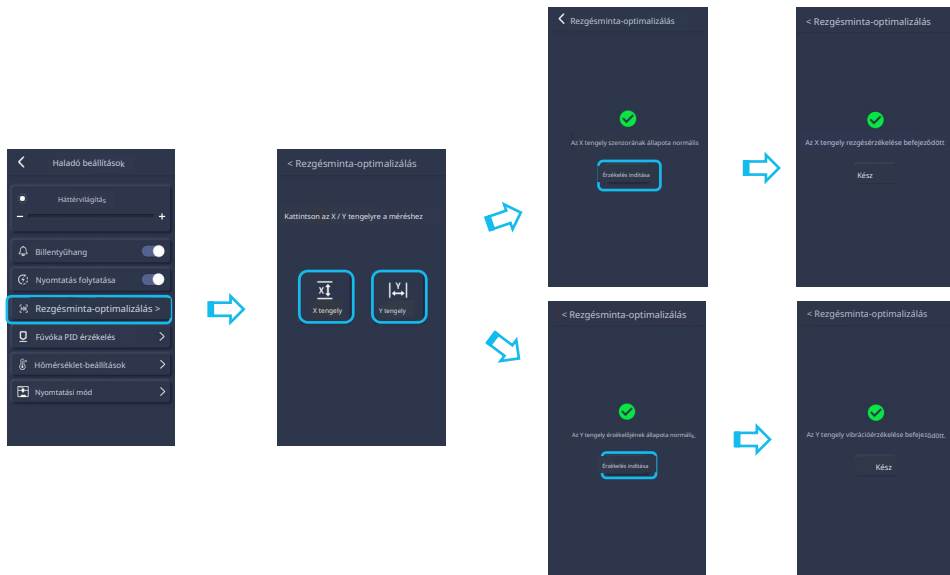 Haladó beállítások
Háttérvilágítás
Billentyűhang
Nyomtatás folytatása
Rezgésminta-optimalizálás >
Fúvóka PID érzékelés
Hőmérséklet-beállítások
Nyomtatási mód
< Rezgésminta-optimalizálás
Kattintson az X / Y tengelyre a méréshez
X
X tengely
Y
Y tengely
Rezgésminta-optimalizálás
Az X tengely szenzorának állapota normális
Érzékelés indítása
< Rezgésminta-optimalizálás
Az X tengely rezgésérzékelése befejeződött
Kész
< Rezgésminta-optimalizálás
Az Y tengely érzékelőjének állapota normális.
Érzékelés indítása
< Rezgésminta-optimalizálás
Az Y tengely vibrációérzékelése befejeződött.
Kész